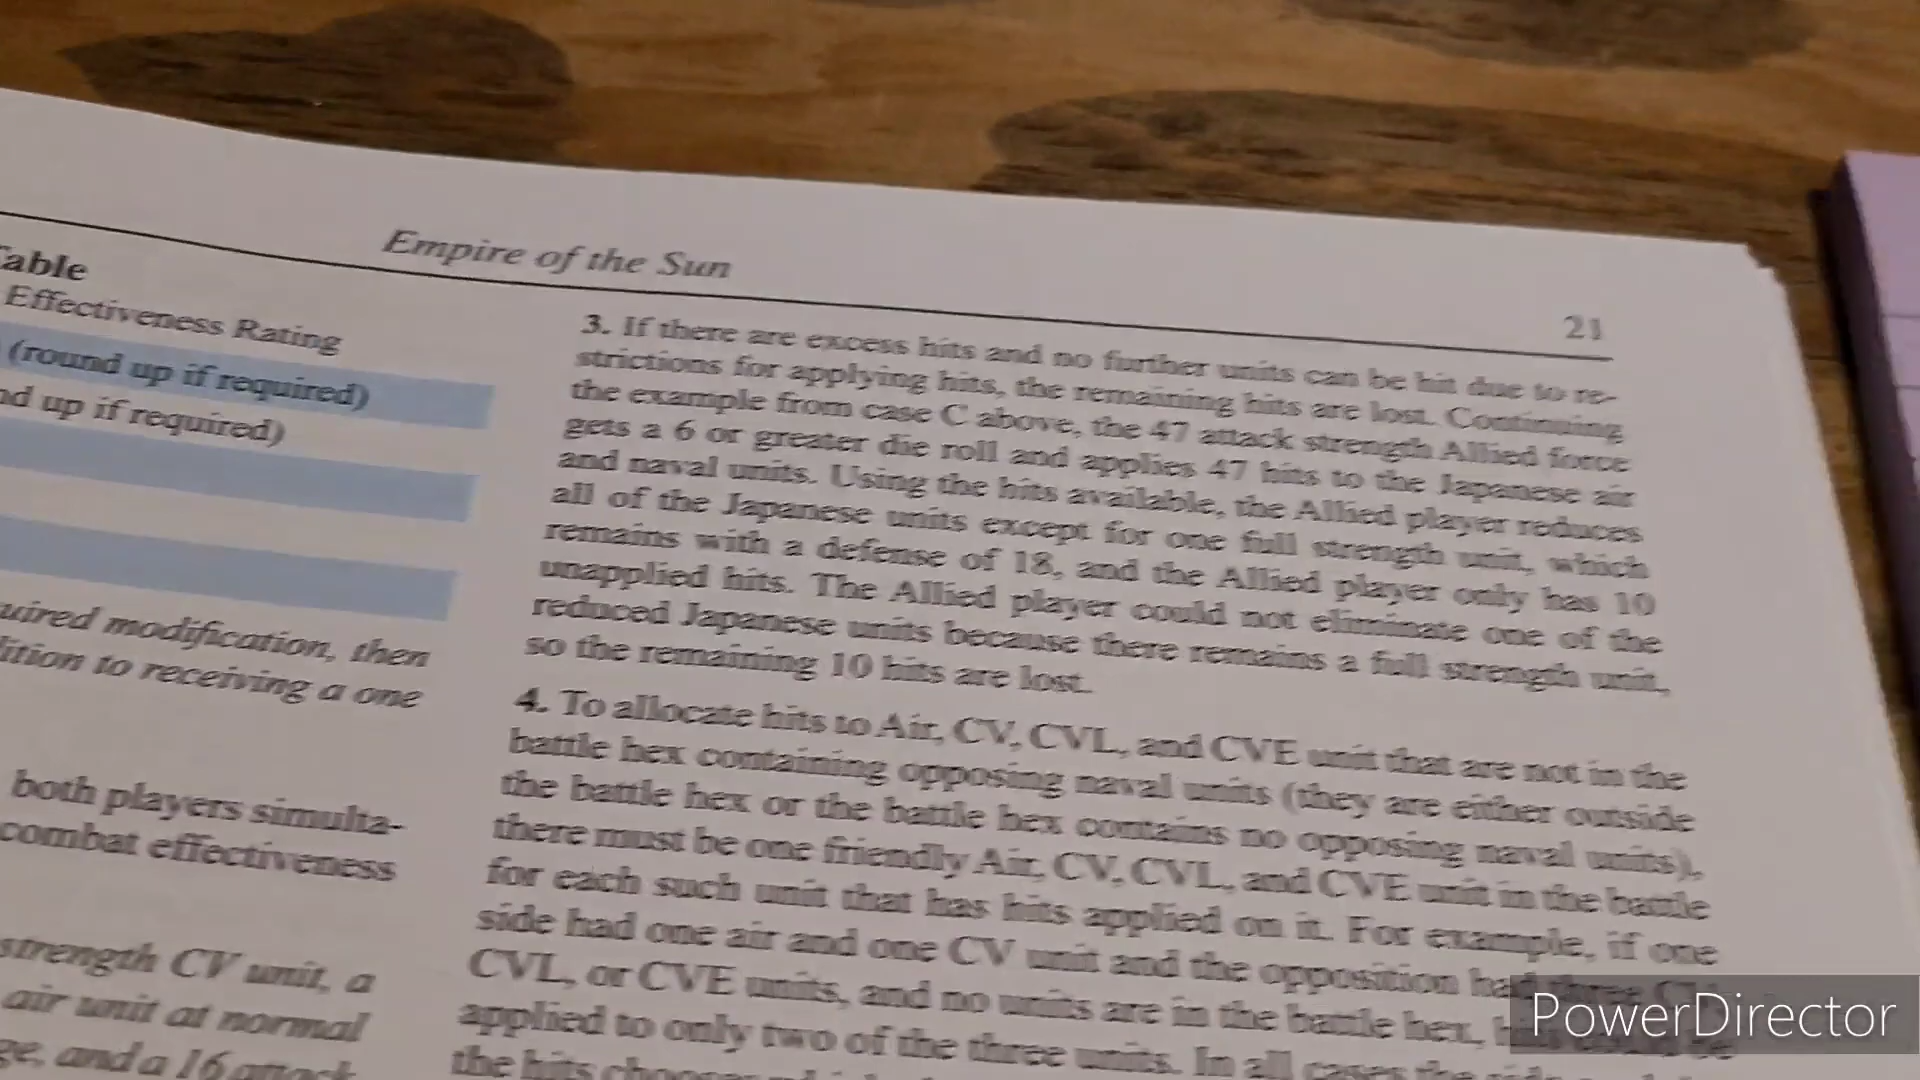 Empire of the Sun
21
Table
Effectiveness Rating
(round up if required)
nd up if required)
uired modification, then
lition to receiving a one
both players simulta-
combat effectiveness
strength CV unit, a
air unit at normal
ge, and a 16 attack
3. If there are excess hits and no further units can be hit due to re-
strictions for applying hits, the remaining hits are lost. Continuing
the example from case C above, the 47 attack strength Allied force
gets a 6 or greater die roll and applies 47 hits to the Japanese air
and naval units. Using the hits available, the Allied player reduces
all of the Japanese units except for one full strength unit, which
remains with a defense of 18, and the Allied player only has 10
unapplied hits. The Allied player could not eliminate one of the
reduced Japanese units because there remains a full strength unit,
so the remaining 10 hits are lost.
4. To allocate hits to Air, CV, CVL, and CVE unit that are not in the
battle hex containing opposing naval units (they are either outside
the battle hex or the battle hex contains no opposing naval units),
there must be one friendly Air, CV, CVL, and CVE unit in the battle
for each such unit that has hits applied on it. For example, if one
side had one air and one CV unit and the opposition had three
CVL, or CVE units, and no units are in the battle hex,
applied to only two of the three units. In all cases the side
the hits
PowerDirector